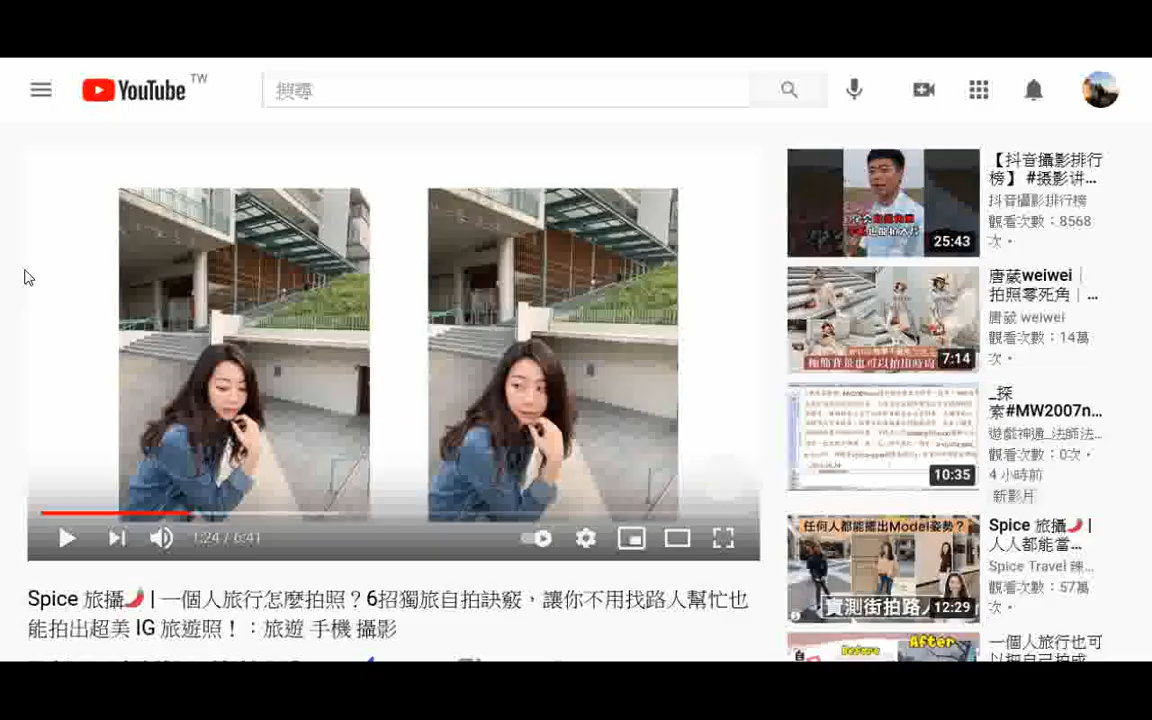 YouTube TW
搜尋
1:24 / 6:41
Spice 旅攝🌶️ | 一個人旅行怎麼拍照？6招獨旅自拍訣竅，讓你不用找路人幫忙也
能拍出超美 IG 旅遊照！：旅遊 手機 攝影
25:43
【抖音攝影排行
榜】 #摄影讲...
抖音攝影排行榜
觀看次數：8568
次・
7:14
唐葳weiwei｜
拍照零死角｜...
唐葳 weiwei
觀看次數：14萬
次・
10:35
_探
索#MW2007n...
遊戲神通_法師法...
觀看次數：0次・
4 小時前
新影片
任何人都能擺出Model姿勢？
實測街拍路人
12:29
Spice 旅攝🌶️ |
人人都能當...
Spice Travel 辣...
觀看次數：57萬
次・
Before
After
一個人旅行也可